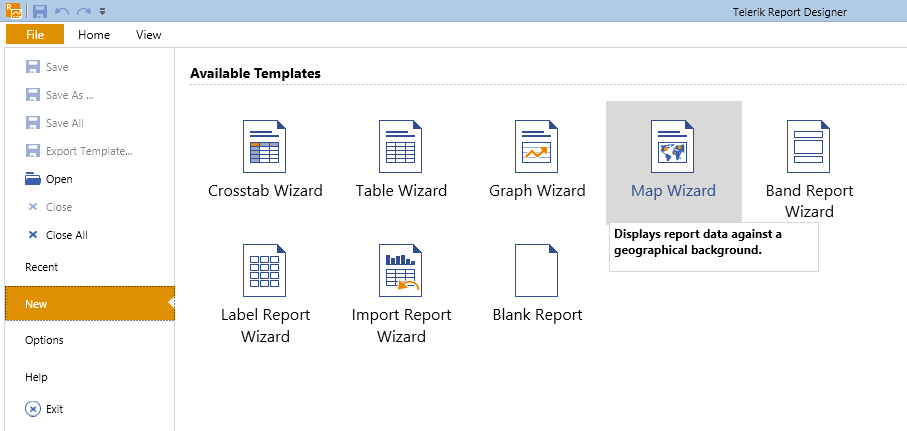 Telerik Report Designer
File Home View
Save
Save As ...
Save All
Export Template...
Open
Close
Close All
Recent
New
Options
Help
Exit
Available Templates
Crosstab Wizard
Table Wizard
Graph Wizard
Map Wizard
Band Report
Wizard
Displays report data against a
geographical background.
Label Report
Wizard
Import Report
Wizard
Blank Report